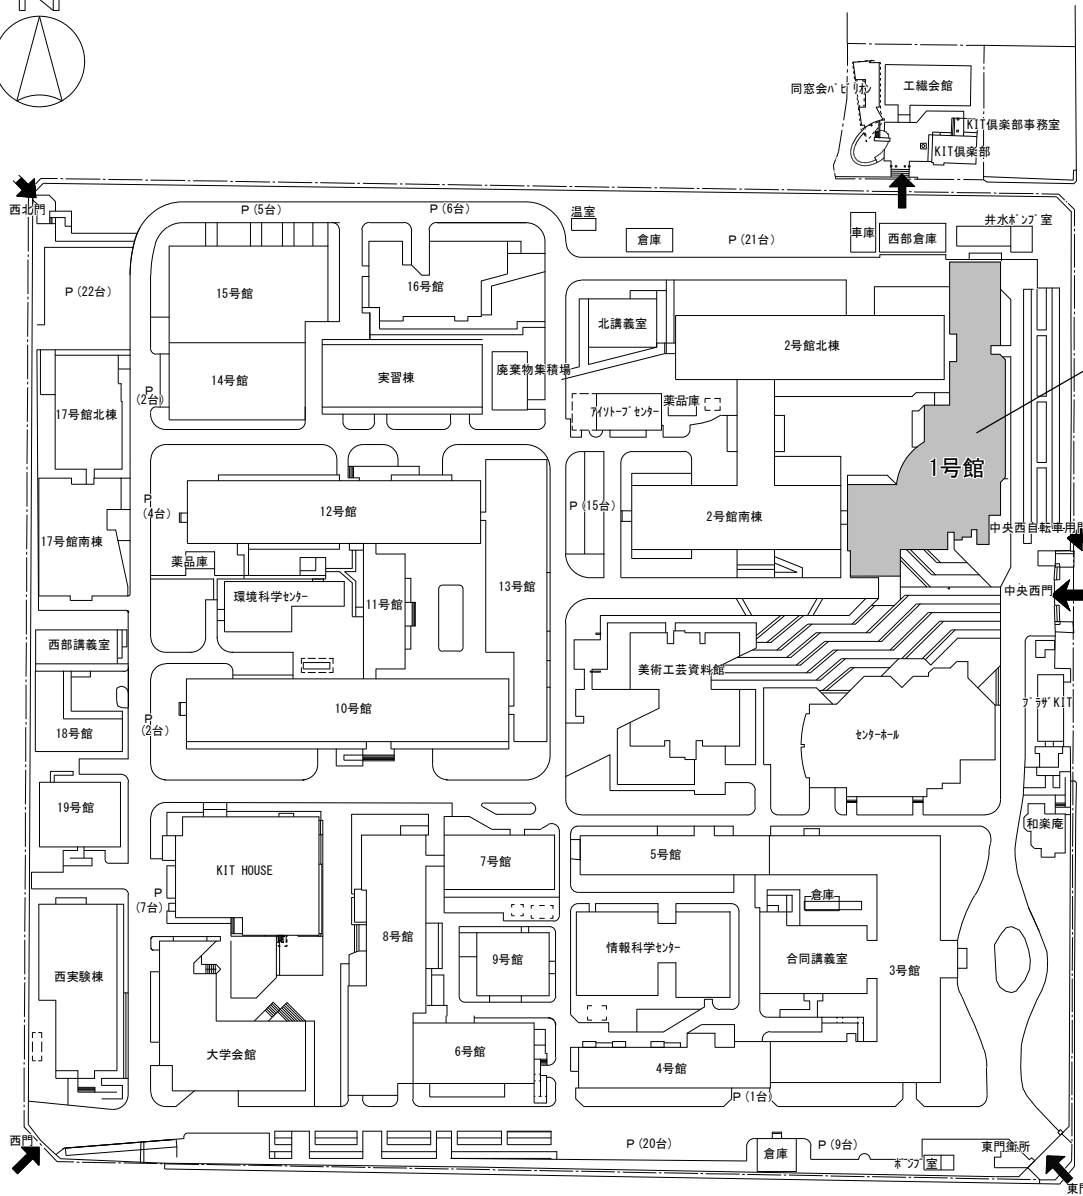 工繊会館
同窓会パビリオン
KIT倶楽部事務室
KIT倶楽部
西北門
P (5台)
P (6台)
温室
倉庫
P (21台)
車庫
西部倉庫
井水ポンプ室
P (22台)
15号館
16号館
北講義室
2号館北棟
14号館
実習棟
廃棄物集積場
P
(2台)
17号館北棟
アイソトープセンター
薬品庫
1号館
P
(4台)
12号館
P (15台)
2号館南棟
中央西自転車用門
17号館南棟
薬品庫
環境科学センター
11号館
13号館
中央西門
西部講義室
美術工芸資料館
10号館
P
(2台)
18号館
センターホール
プラザKIT
19号館
和楽庵
KIT HOUSE
7号館
5号館
P
(7台)
倉庫
8号館
9号館
情報科学センター
合同講義室
3号館
西実験棟
大学会館
6号館
4号館
P (1台)
西門
P (20台)
倉庫
P (9台)
東門衛所
ポンプ室
東門